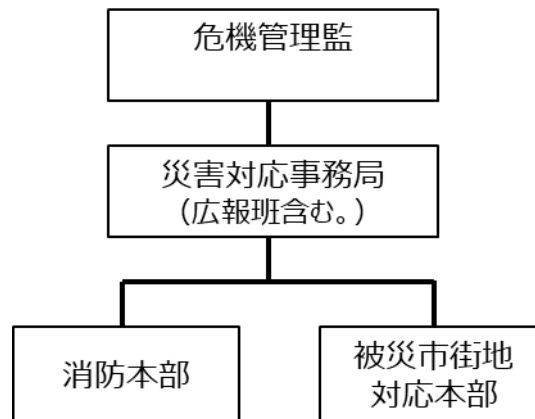 危機管理監
災害対応事務局
（広報班含む。）
消防本部
被災市街地
対応本部